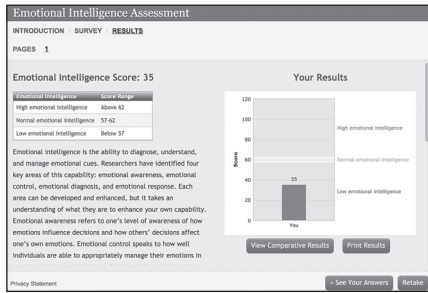 Emotional Intelligence Assessment
INTRODUCTION / SURVEY / RESULTS
PAGES 1
Emotional Intelligence Score: 35
Emotional Intelligence Score Range
High emotional intelligence Above 62
Normal emotional intelligence 57-62
Low emotional intelligence Below 57
Emotional intelligence is the ability to diagnose, understand,
and manage emotional cues. Researchers have identified four
key areas of this capability: emotional awareness, emotional
control, emotional diagnosis, and emotional response. Each
area can be developed and enhanced, but it takes an
understanding of what they are to enhance your own capability.
Emotional awareness refers to one's level of awareness of how
emotions influence decisions and how others' decisions affect
one's own emotions. Emotional control speaks to how well
individuals are able to appropriately manage their emotions in
Your Results
120
100
80
60
40
20
0
Score
35
You
High emotional intelligence
Normal emotional intelligence
Low emotional intelligence
View Comparative Results
Print Results
Privacy Statement
« See Your Answers
Retake